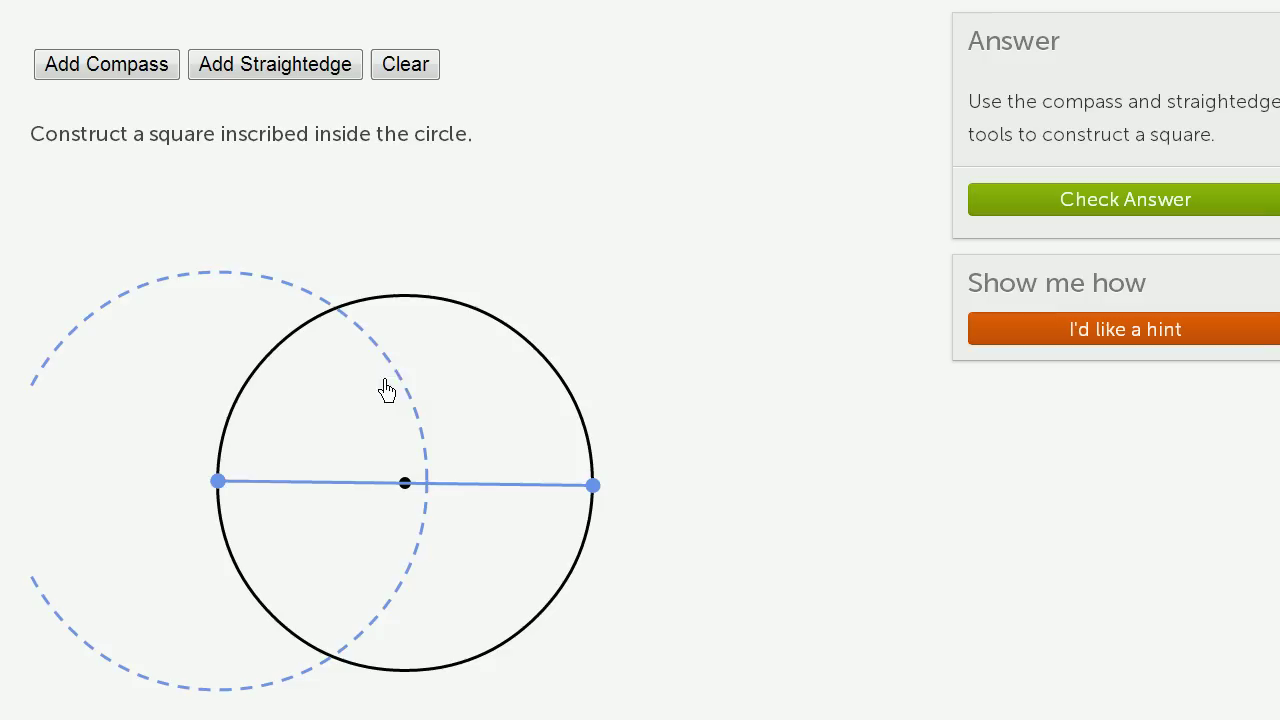 Add Compass Add Straightedge Clear
Construct a square inscribed inside the circle.
Answer
Use the compass and straightedge
tools to construct a square.
Check Answer
Show me how
I'd like a hint